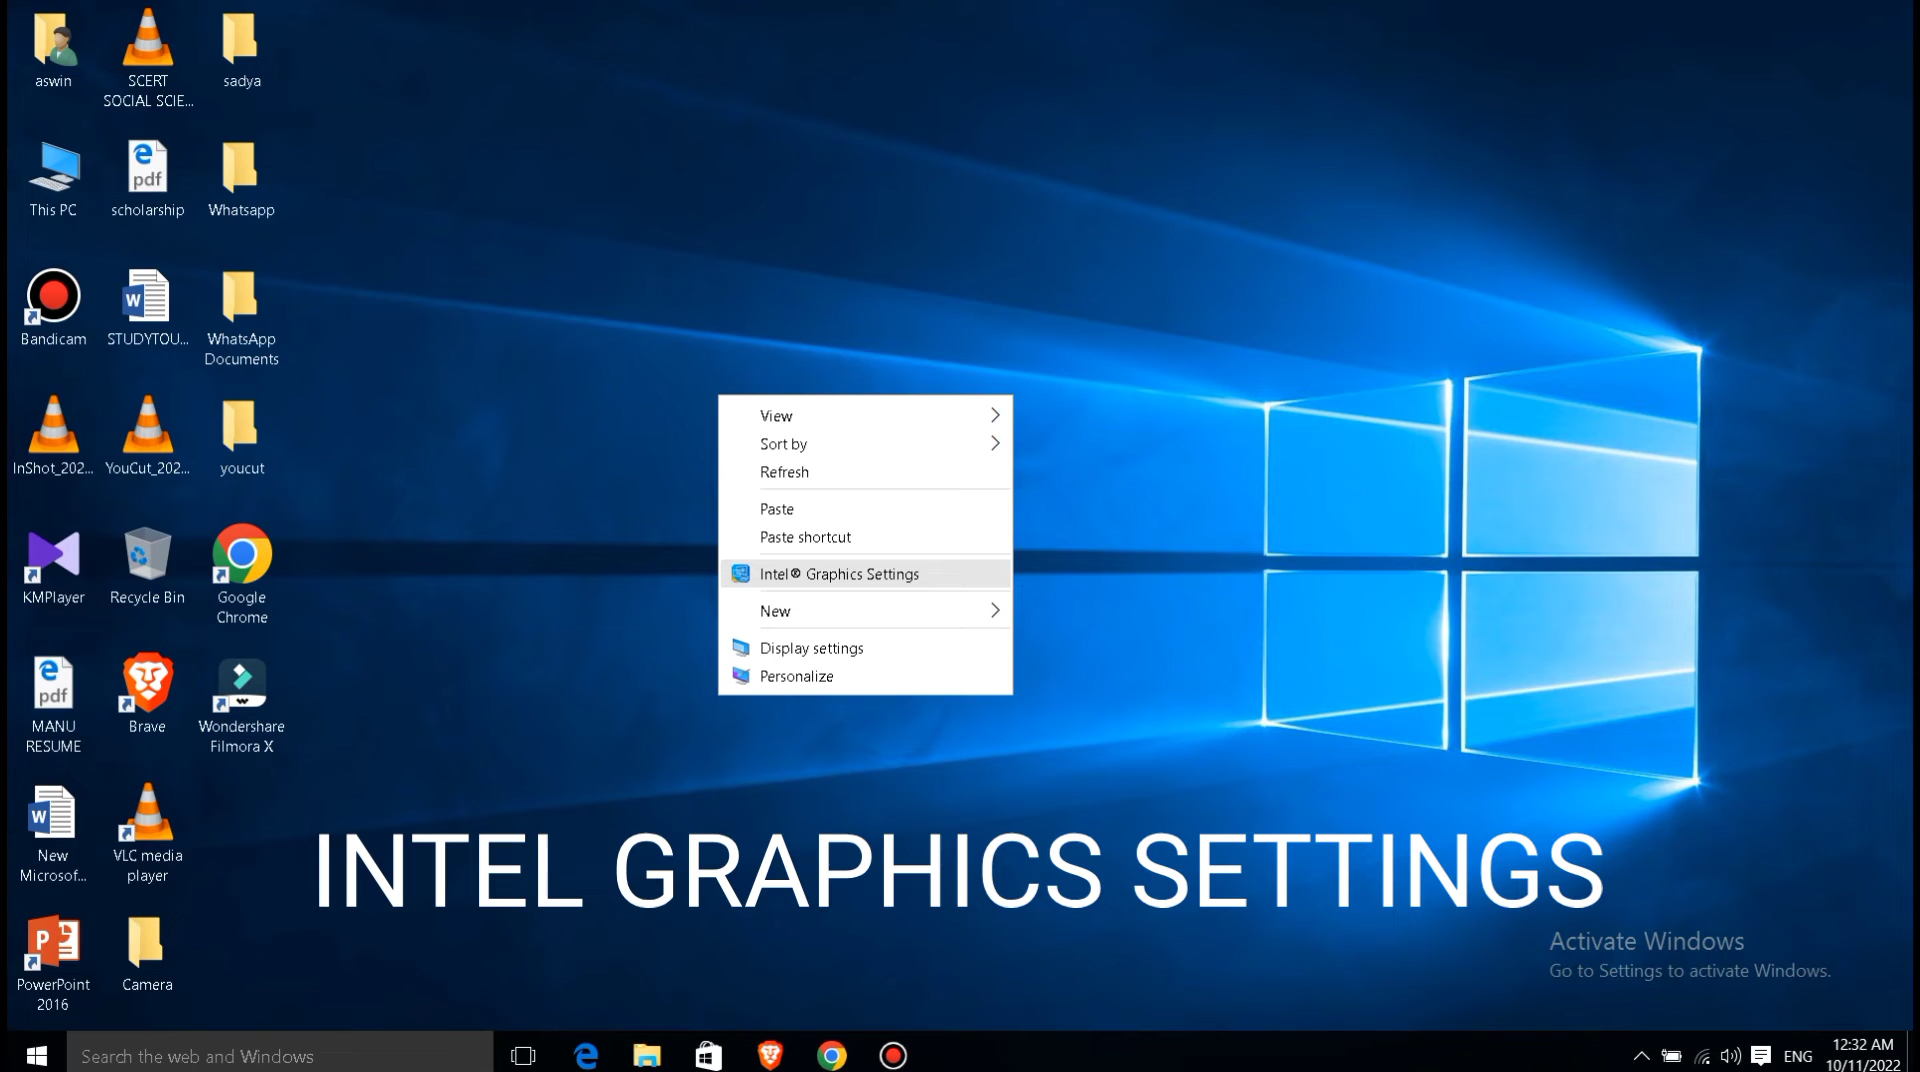 aswin
SCERT
SOCIAL SCIE...
sadya
This PC
pdf
scholarship
Whatsapp
Bandicam
W
STUDYTOU...
WhatsApp
Documents
InShot_202...
YouCut_202...
youcut
KMPlayer
Recycle Bin
Google
Chrome
pdf
MANU
RESUME
Brave
Wondershare
Filmora X
W
New
Microsof...
VLC media
player
P
PowerPoint
2016
Camera
View
Sort by
Refresh
Paste
Paste shortcut
Intel® Graphics Settings
New
Display settings
Personalize
INTEL GRAPHICS SETTINGS
Activate Windows
Go to Settings to activate Windows.
Search the web and Windows
ENG
12:32 AM
10/11/2022